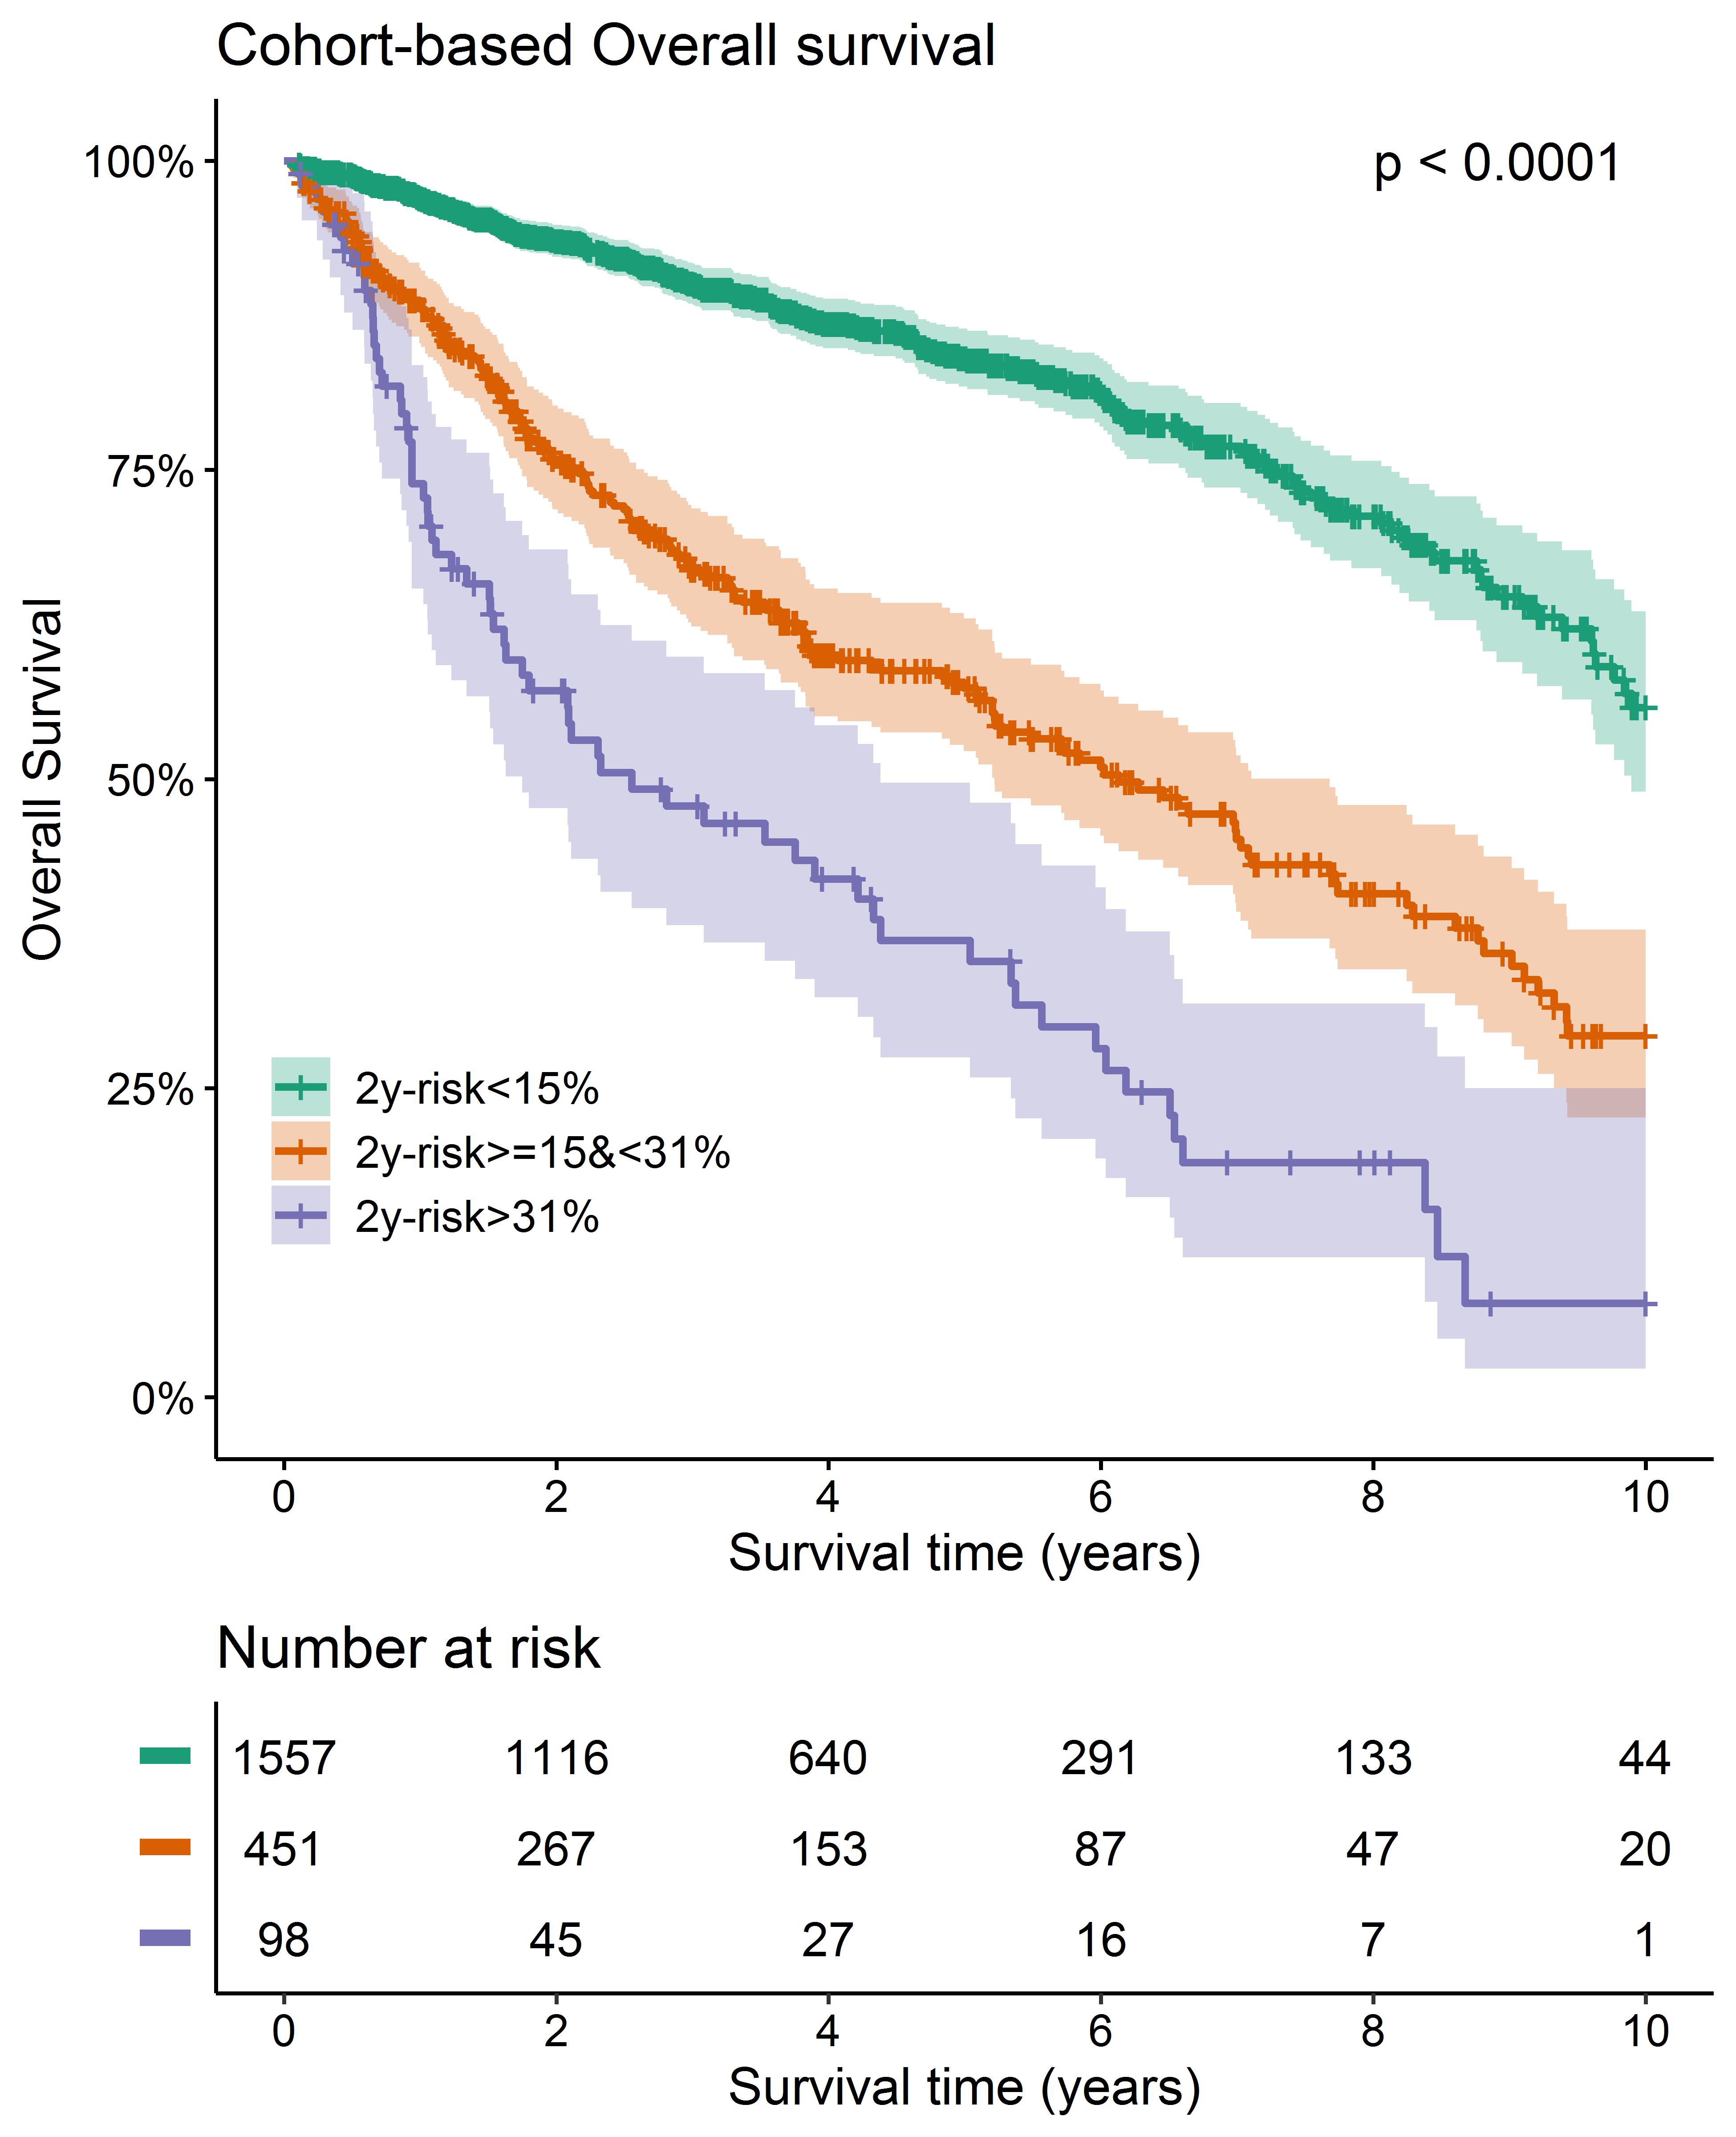 Cohort-based Overall survival
p < 0.0001
100%
75%
50%
25%
0%
Overall Survival
2y-risk<15%
2y-risk>=15&<31%
2y-risk>31%
0 2 4 6 8 10
Survival time (years)
Number at risk
1557 1116 640 291 133 44
451 267 153 87 47 20
98 45 27 16 7 1
0 2 4 6 8 10
Survival time (years)